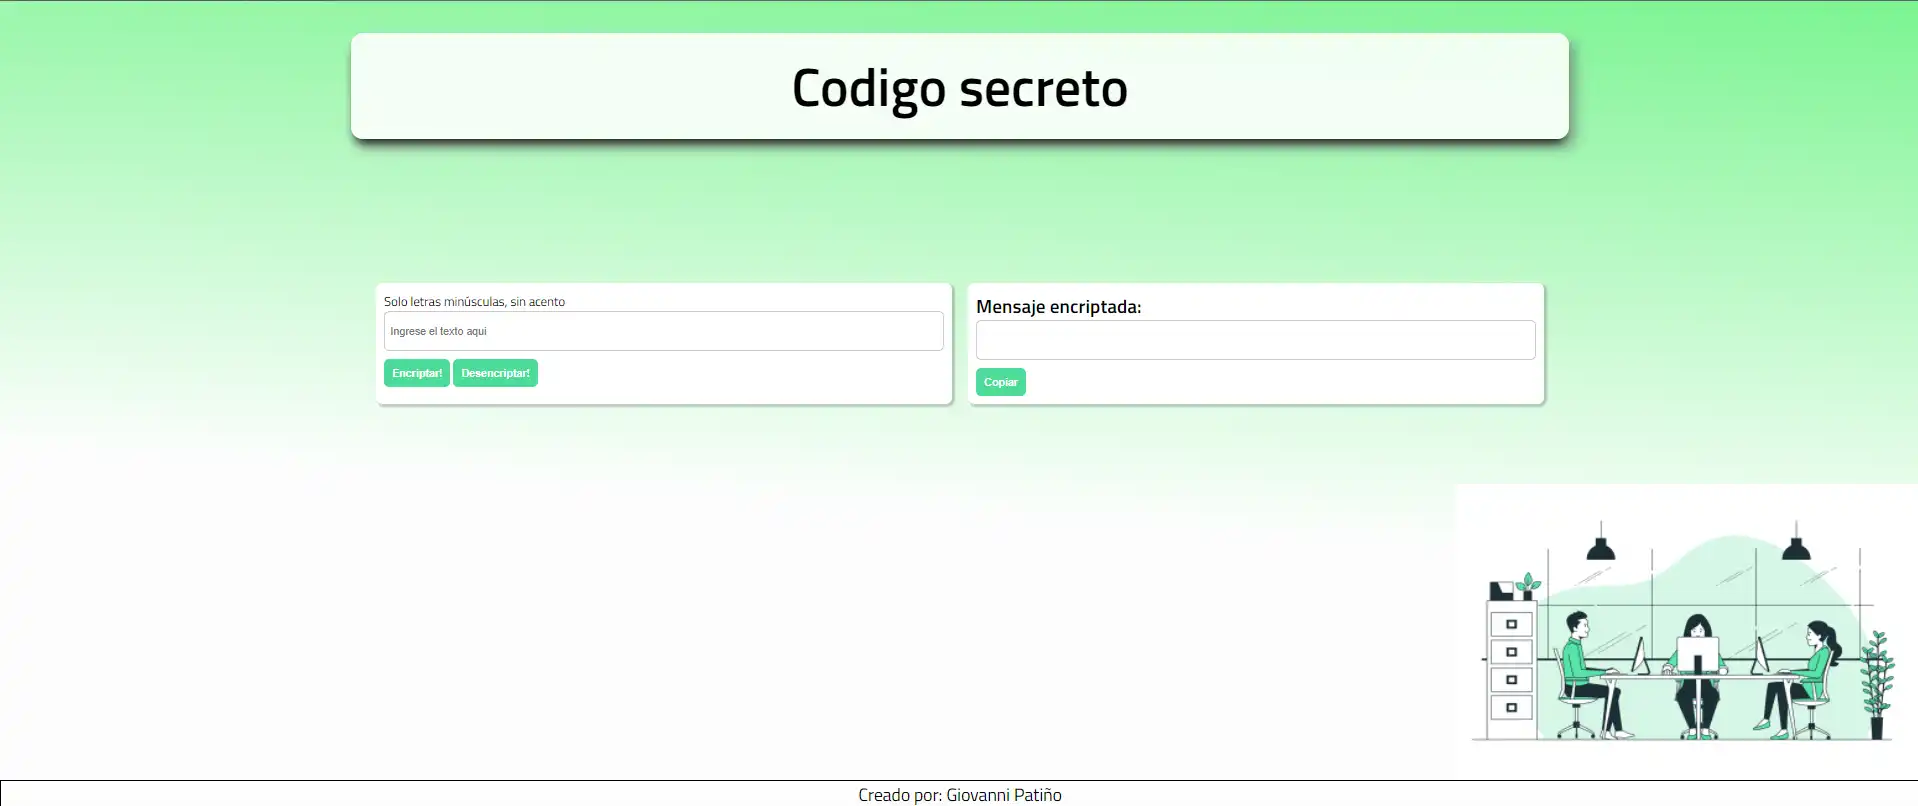 Codigo secreto
Solo letras minúsculas, sin acento
Ingrese el texto aqui
Encriptar! Desencriptar!
Mensaje encriptada:
Copiar
Creado por: Giovanni Patiño